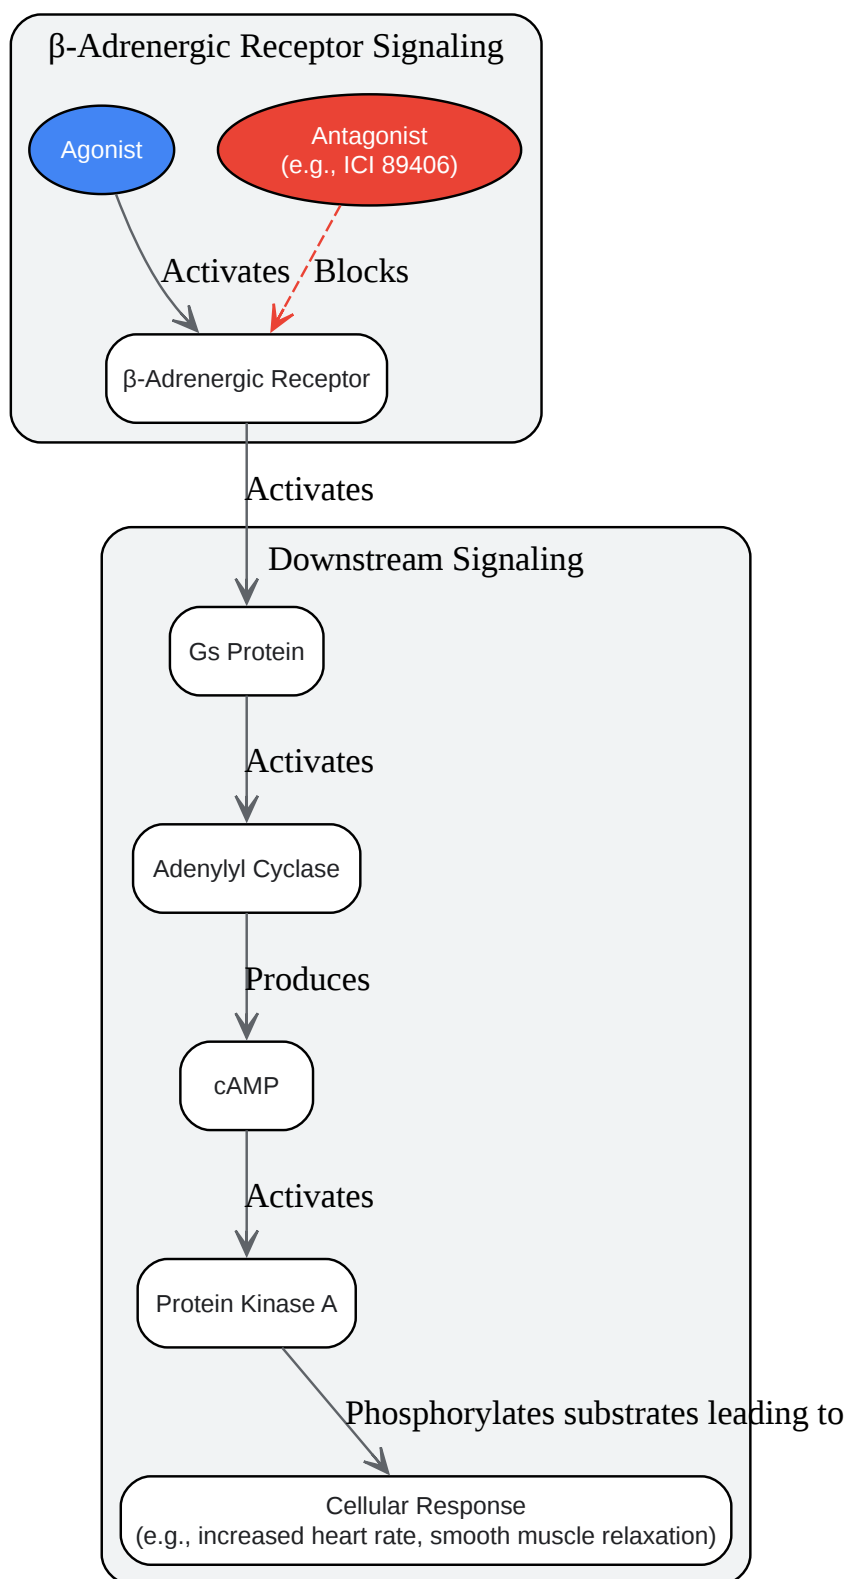 β-Adrenergic Receptor Signaling
Agonist
Antagonist
(e.g., ICI 89406)
Activates
Blocks
β-Adrenergic Receptor
Activates
Downstream Signaling
Gs Protein
Activates
Adenylyl Cyclase
Produces
cAMP
Activates
Protein Kinase A
Phosphorylates substrates leading to
Cellular Response
(e.g., increased heart rate, smooth muscle relaxation)